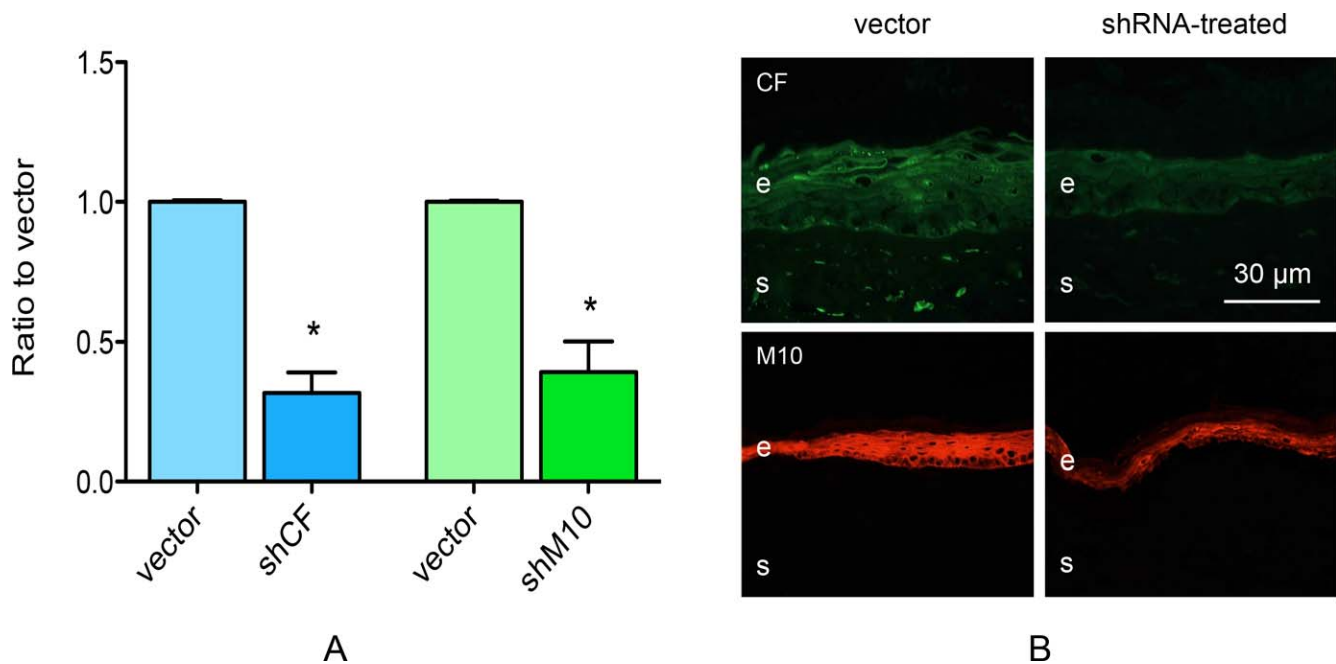 1.5
1.0
0.5
0.0
Ratio to vector
*
*
vector
shCF
vector
shM10
A
vector shRNA-treated
CF
e
s
e
s
30 µm
M10
e
s
e
s
B